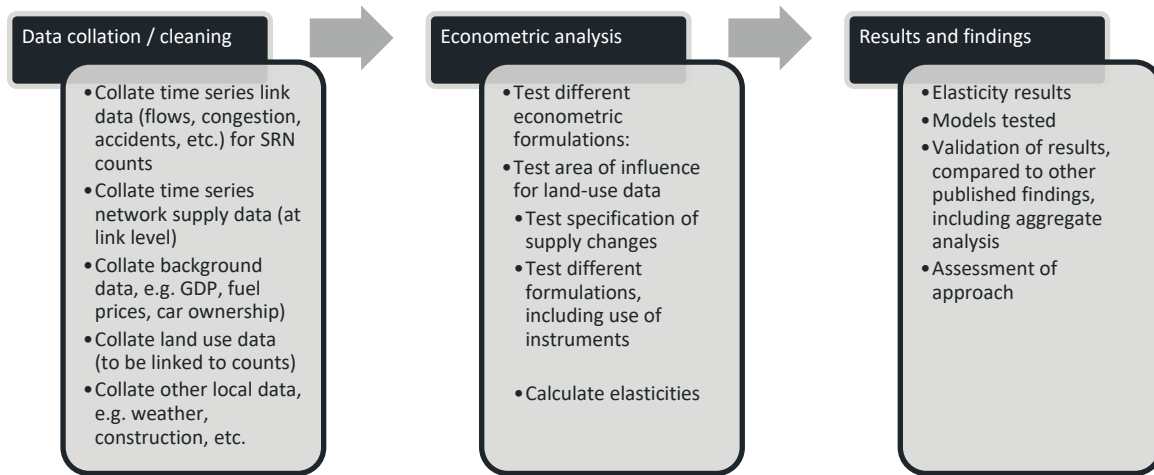 Data collation / cleaning
•Collate time series link
data (flows, congestion,
accidents, etc.) for SRN
counts
•Collate time series
network supply data (at
link level)
•Collate background
data, e.g. GDP, fuel
prices, car ownership)
•Collate land use data
(to be linked to counts)
•Collate other local data,
e.g. weather,
construction, etc.
Econometric analysis
•Test different
econometric
formulations:
•Test area of influence
for land-use data
•Test specification of
supply changes
•Test different
formulations,
including use of
instruments
•Calculate elasticities
Results and findings
•Elasticity results
•Models tested
•Validation of results,
compared to other
published findings,
including aggregate
analysis
•Assessment of
approach